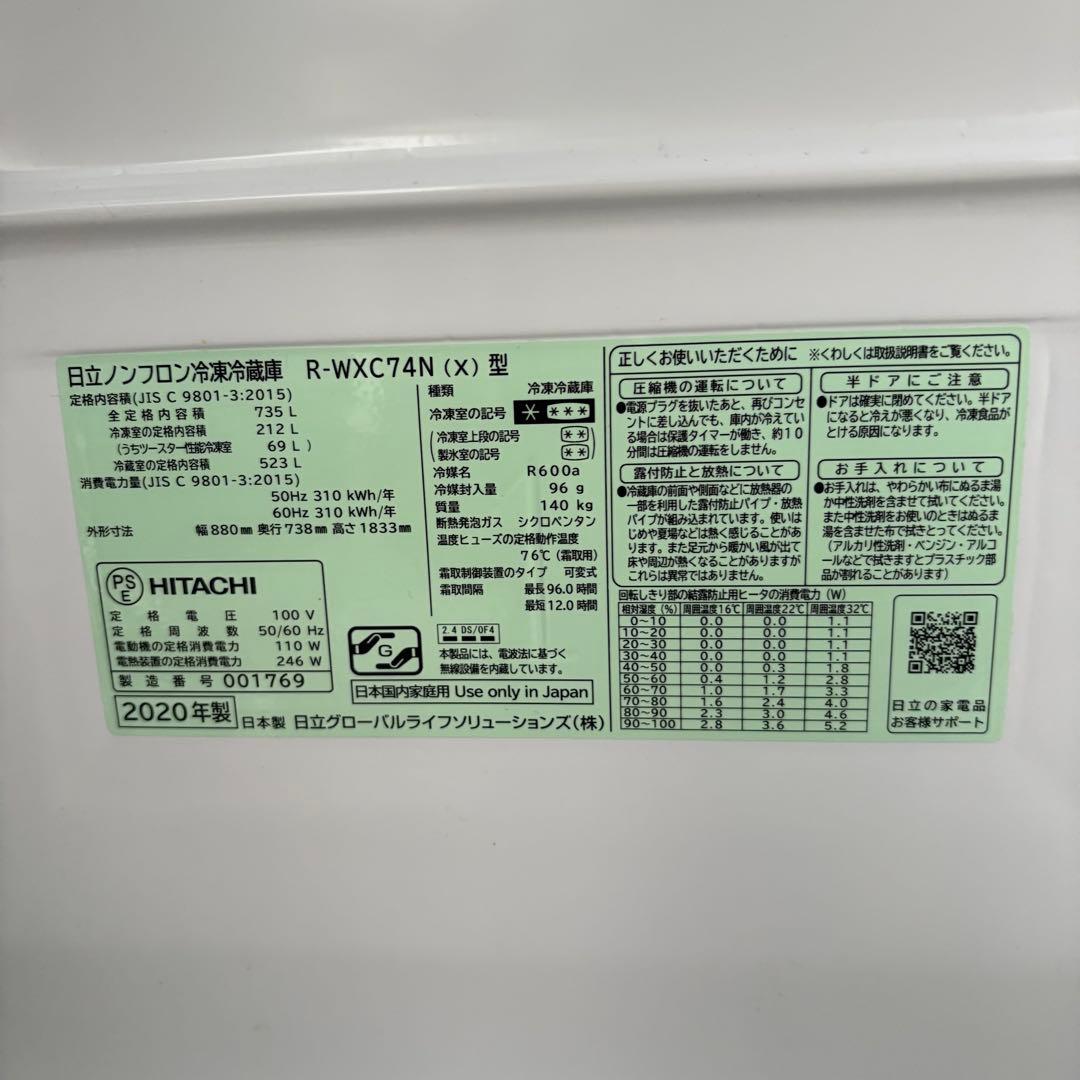 日立ノンフロン冷凍冷蔵庫 R-WXC74N (X) 型
定格内容積(JIS C 9801-3:2015)
全定格内容積 735 L
冷凍室の定格内容積 212 L
(うちツースター性能冷凍室 69 L)
冷蔵室の定格内容積 523 L
消費電力量(JIS C 9801-3:2015)
50Hz 310 kWh/年
60Hz 310 kWh/年
外形寸法 幅880㎜ 奥行738㎜ 高さ1833㎜
PS
E
HITACHI
定格電圧 100 V
定格周波数 50/60 Hz
電動機の定格消費電力 110 W
電熱装置の定格消費電力 246 W
製造番号 001769
2020年製
日本製 日立グローバルライフソリューションズ(株)
種類 冷凍冷蔵庫
冷凍室の記号 * ***
(冷凍室上段の記号 **)
(製氷室の記号 **)
冷媒名 R600a
冷媒封入量 96 g
質量 140 kg
断熱発泡ガス シクロペンタン
温度ヒューズの定格動作温度
76℃(霜取用)
霜取制御装置のタイプ 可変式
霜取間隔 最長96.0時間
最短12.0時間
G
2.4 DS/OF4
本製品には、電波法に基づく
無線設備を内蔵しています。
日本国内家庭用 Use only in Japan
正しくお使いいただくために ※くわしくは取扱説明書をご覧ください。
圧縮機の運転について
●電源プラグを抜いたあと、再びコンセ
ントに差し込んでも、庫内が冷えてい
る場合は保護タイマーが働き、約10
分間は圧縮機の運転をしません。
露付防止と放熱について
●冷蔵庫の前面や側面などに放熱器の
一部を利用した露付防止パイプ・放熱
パイプが組み込まれています。使いは
じめや夏場などは熱く感じることがあ
ります。また足元から暖かい風が出て
床や周辺が熱くなることがありますが
これらは異常ではありません。
半ドアにご注意
●ドアは確実に閉めてください。半ドア
になると冷えが悪くなり、冷凍食品が
とける原因になります。
お手入れについて
●お手入れは、やわらかい布にぬるま湯
か中性洗剤を含ませて拭いてください。
また中性洗剤をお使いのときはぬるま
湯を含ませた布で拭きとってください。
(アルカリ性洗剤・ベンジン・アルコ
ールなどで拭きますとプラスチック部
品が割れることがあります)
回転しきり部の結露防止用ヒータの消費電力(W)
相対湿度(%) 周囲温度16℃ 周囲温度22℃ 周囲温度32℃
0～10 0.0 0.0 1.1
10～20 0.0 0.0 1.1
20～30 0.0 0.0 1.1
30～40 0.0 0.0 1.1
40～50 0.0 0.3 1.8
50～60 0.4 1.2 2.8
60～70 1.0 1.7 3.3
70～80 1.6 2.4 4.0
80～90 2.3 3.0 4.6
90～100 2.8 3.6 5.2
日立の家電品
お客様サポート